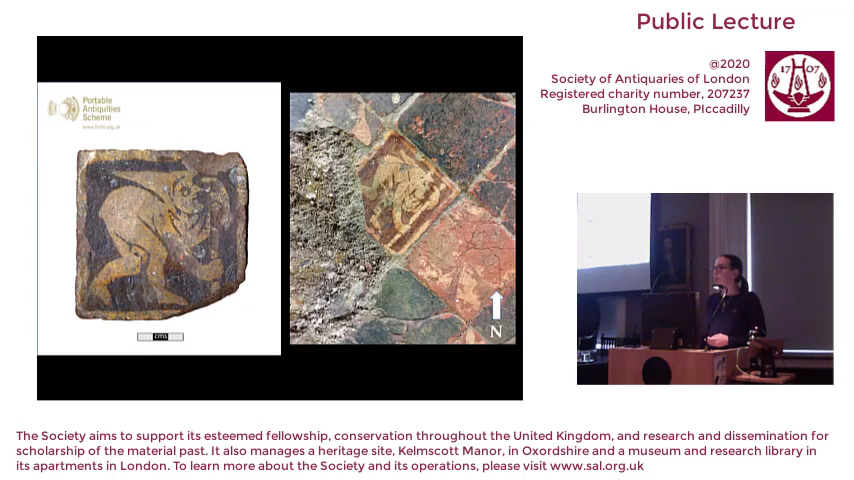 Public Lecture
@2020
Society of Antiquaries of London
Registered charity number, 207237
Burlington House, PIccadilly
17 07
Portable
Antiquities
Scheme
www.finds.org.uk
cms
N
The Society aims to support its esteemed fellowship, conservation throughout the United Kingdom, and research and dissemination for
scholarship of the material past. It also manages a heritage site, Kelmscott Manor, in Oxordshire and a museum and research library in
its apartments in London. To learn more about the Society and its operations, please visit www.sal.org.uk